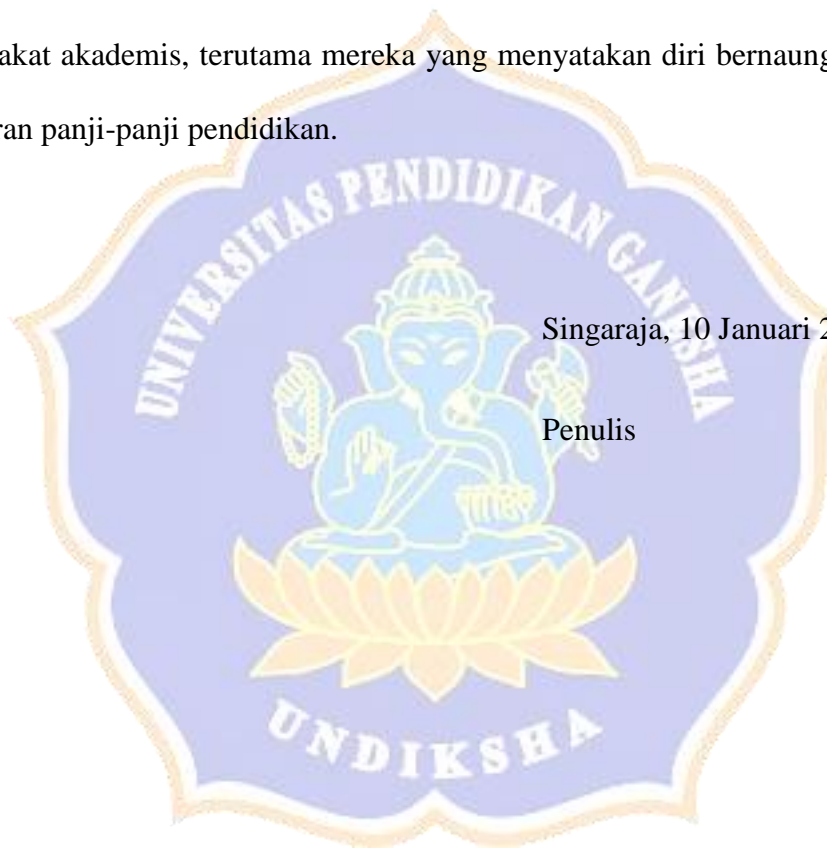 akat akademis, terutama mereka yang menyatakan diri bernaung
ran panji-panji pendidikan.
UNIVERSITAS PENDIDIKAN GANESHA
Singaraja, 10 Januari 2
Penulis
UNDIKSHA